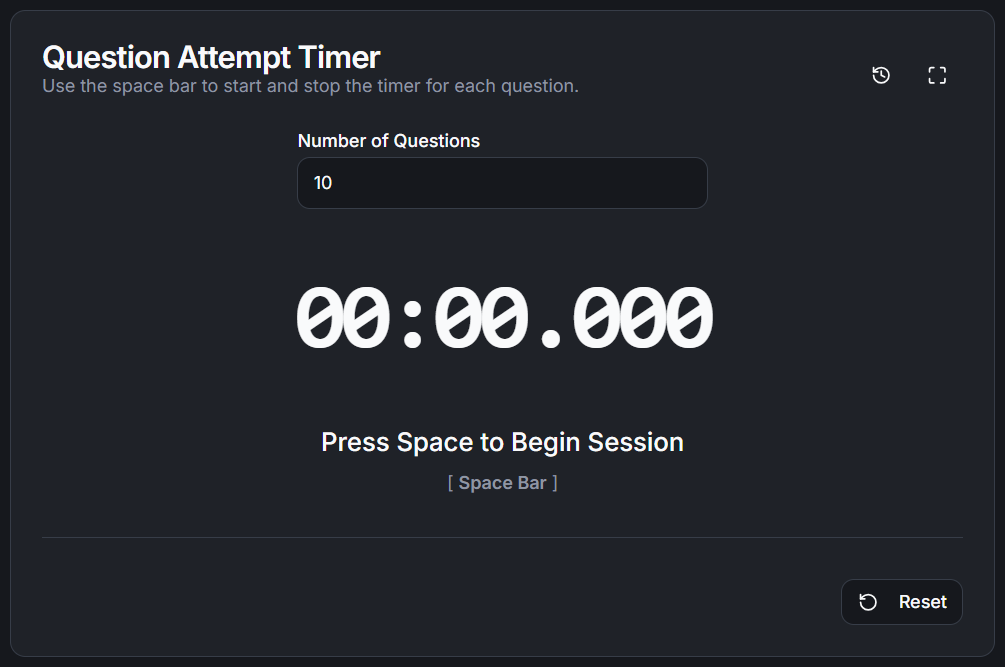 Question Attempt Timer
Use the space bar to start and stop the timer for each question.
Number of Questions
10
00:00.000
Press Space to Begin Session
[ Space Bar ]
Reset